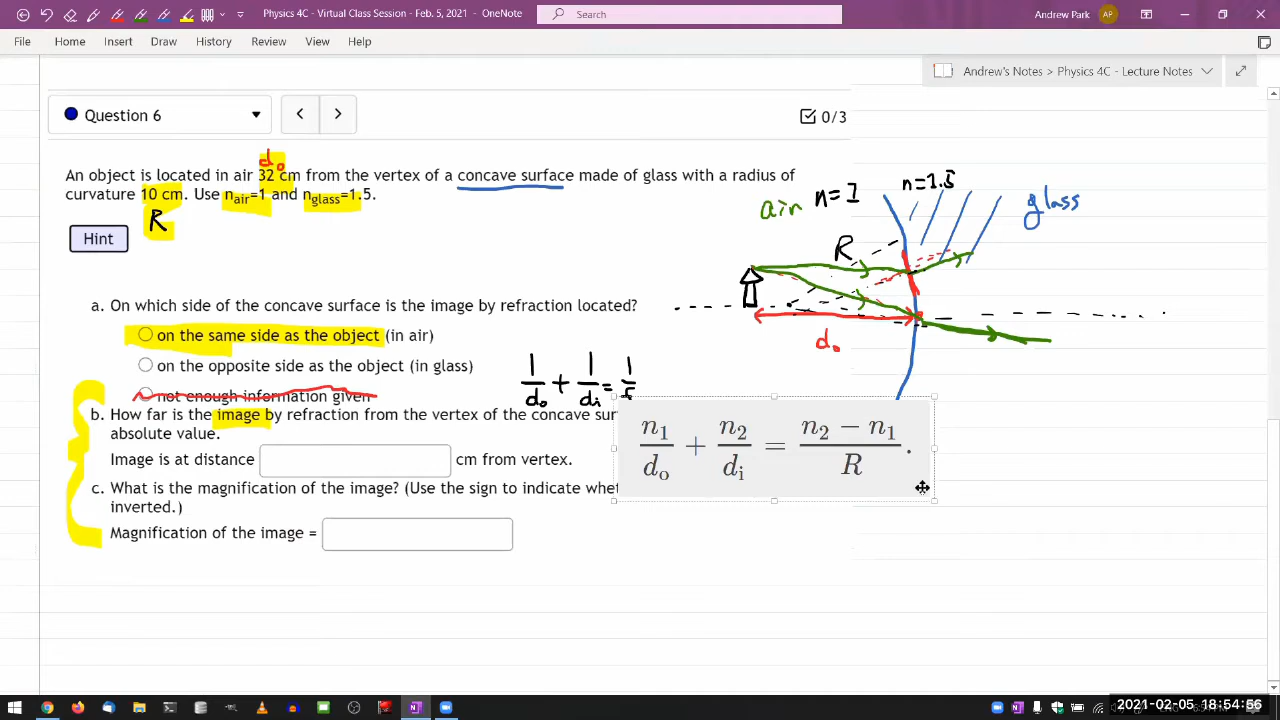 Physics 4C - Virtual Class Session - Feb. 5, 2021 - OneNote
Search
Andrew Park
AP
File Home Insert Draw History Review View Help
Andrew's Notes > Physics 4C - Lecture Notes
Question 6
0/3
d₀
An object is located in air 32 cm from the vertex of a concave surface made of glass with a radius of
curvature 10 cm. Use nair=1 and nglass=1.5.
R
Hint
air n=1 n=1.5 glass
R
d₀
a. On which side of the concave surface is the image by refraction located?
on the same side as the object (in air)
on the opposite side as the object (in glass)
not enough information given
1/d₀ + 1/di = 1/f
b. How far is the image by refraction from the vertex of the concave sur
absolute value.
Image is at distance cm from vertex.
n₁/dₒ + n₂/dᵢ = (n₂ − n₁)/R.
c. What is the magnification of the image? (Use the sign to indicate whet
inverted.)
Magnification of the image =
2021-02-05 18:54:56